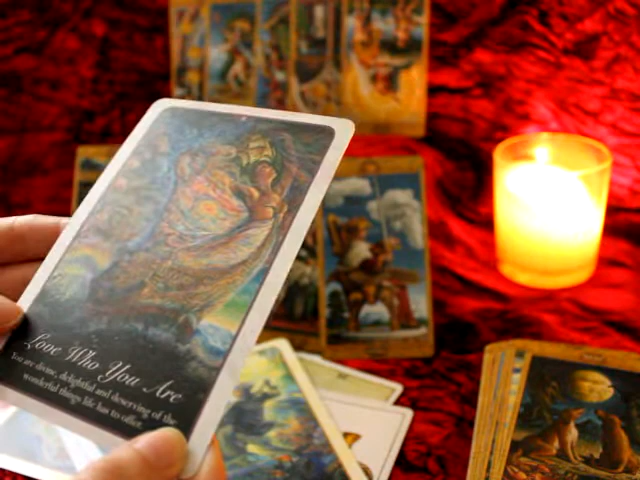 Love Who You Are
You are divine, delightful and deserving of the
wonderful things life has to offer.